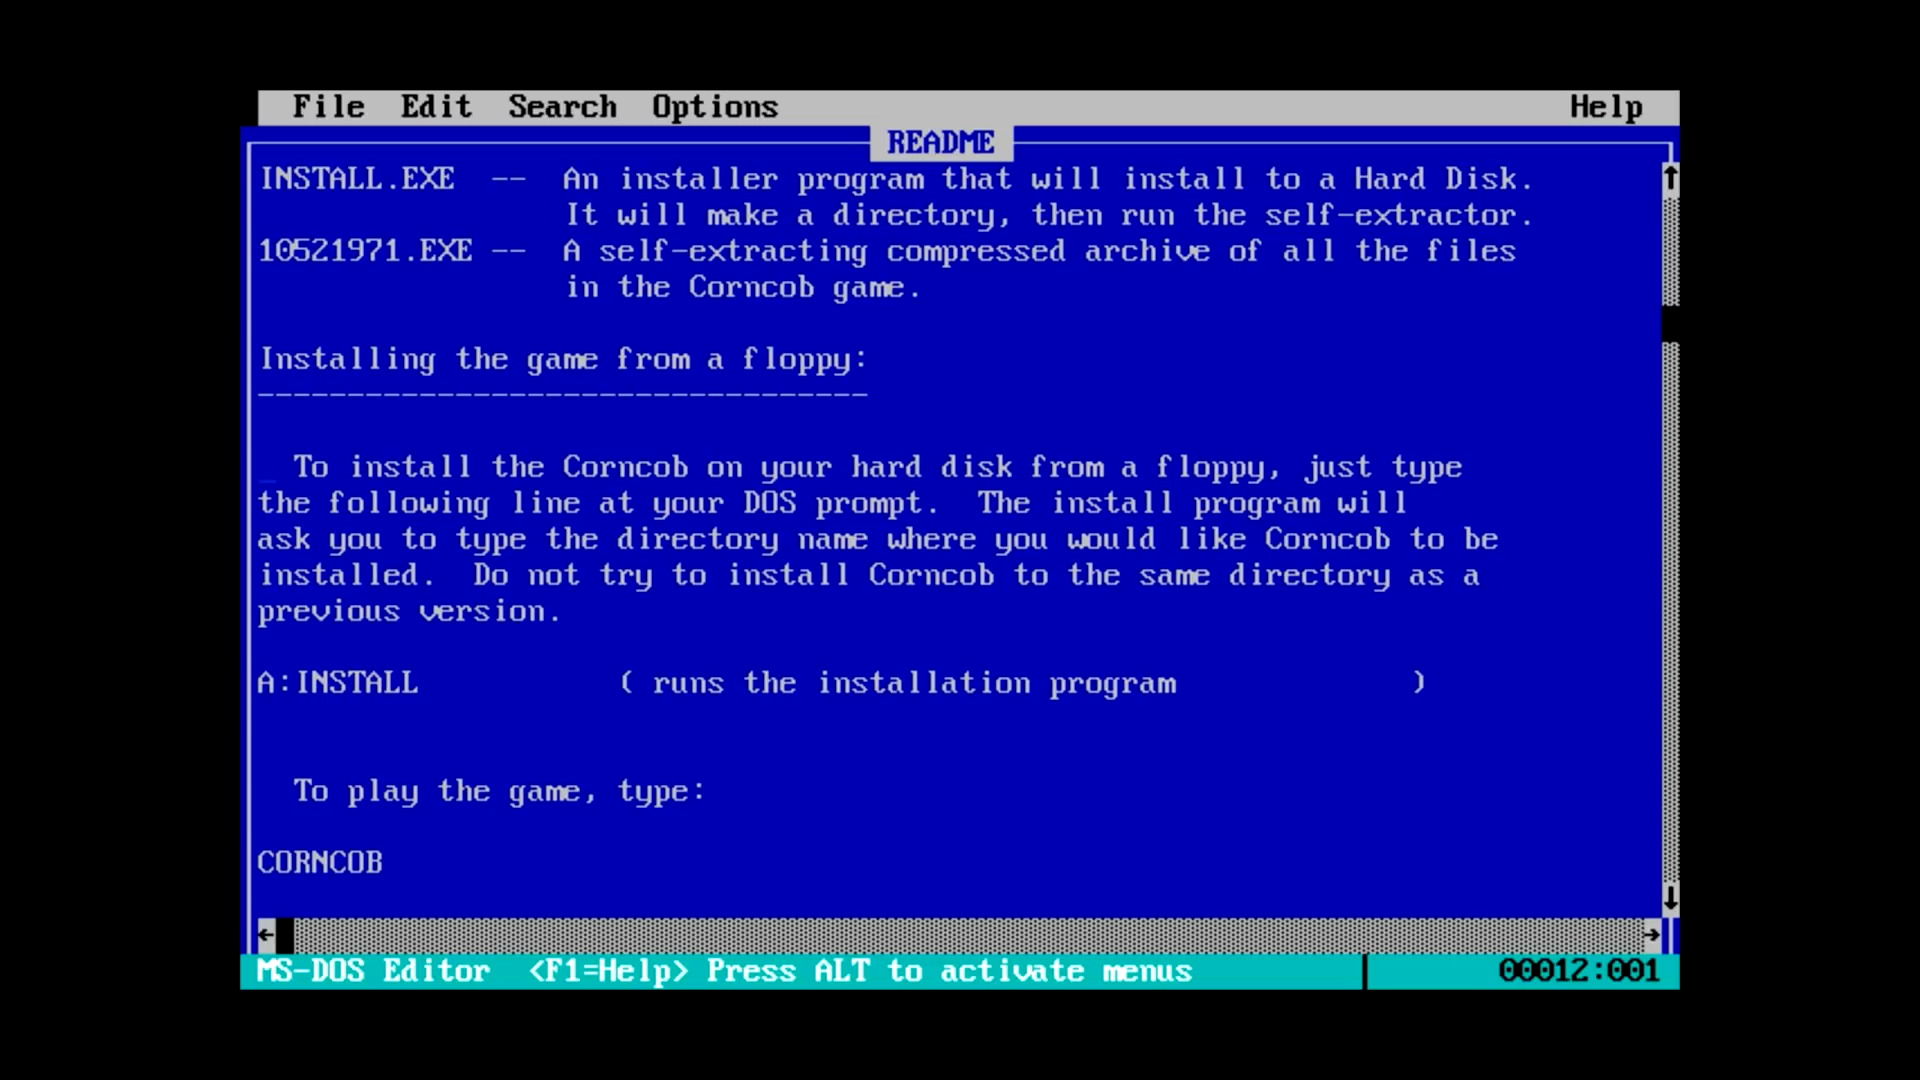 File Edit Search Options Help
README
INSTALL.EXE -- An installer program that will install to a Hard Disk.
It will make a directory, then run the self-extractor.
10521971.EXE -- A self-extracting compressed archive of all the files
in the Corncob game.
Installing the game from a floppy:
----------------------------------
To install the Corncob on your hard disk from a floppy, just type
the following line at your DOS prompt. The install program will
ask you to type the directory name where you would like Corncob to be
installed. Do not try to install Corncob to the same directory as a
previous version.
A:INSTALL ( runs the installation program )
To play the game, type:
CORNCOB
MS-DOS Editor <F1=Help> Press ALT to activate menus 00012:001